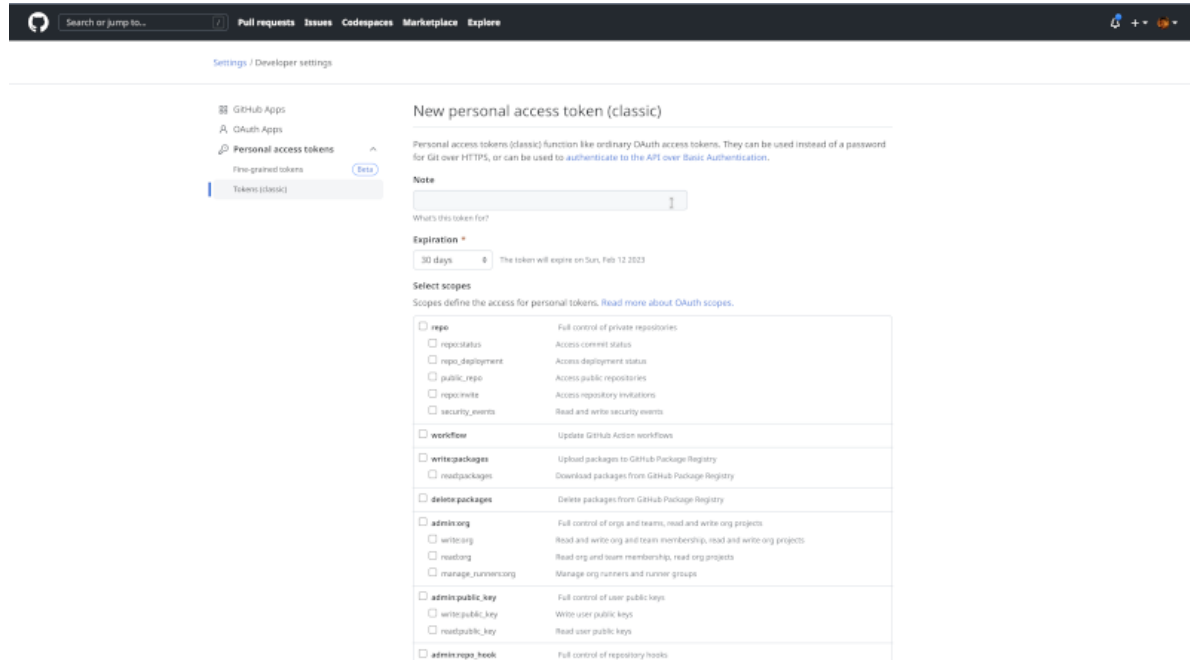 Search or jump to... /
Pull requests Issues Codespaces Marketplace Explore
Settings / Developer settings
GitHub Apps
OAuth Apps
Personal access tokens
Fine-grained tokens Beta
Tokens (classic)
New personal access token (classic)
Personal access tokens (classic) function like ordinary OAuth access tokens. They can be used instead of a password
for Git over HTTPS, or can be used to authenticate to the API over Basic Authentication.
Note
What's this token for?
Expiration *
30 days The token will expire on Sun, Feb 12 2023
Select scopes
Scopes define the access for personal tokens. Read more about OAuth scopes.
repo Full control of private repositories
repo:status Access commit status
repo_deployment Access deployment status
public_repo Access public repositories
repo:invite Access repository invitations
security_events Read and write security events
workflow Update GitHub Action workflows
write:packages Upload packages to GitHub Package Registry
read:packages Download packages from GitHub Package Registry
delete:packages Delete packages from GitHub Package Registry
admin:org Full control of orgs and teams, read and write org projects
write:org Read and write org and team membership, read and write org projects
read:org Read org and team membership, read org projects
manage_runners:org Manage org runners and runner groups
admin:public_key Full control of user public keys
write:public_key Write user public keys
read:public_key Read user public keys
admin:repo_hook Full control of repository hooks